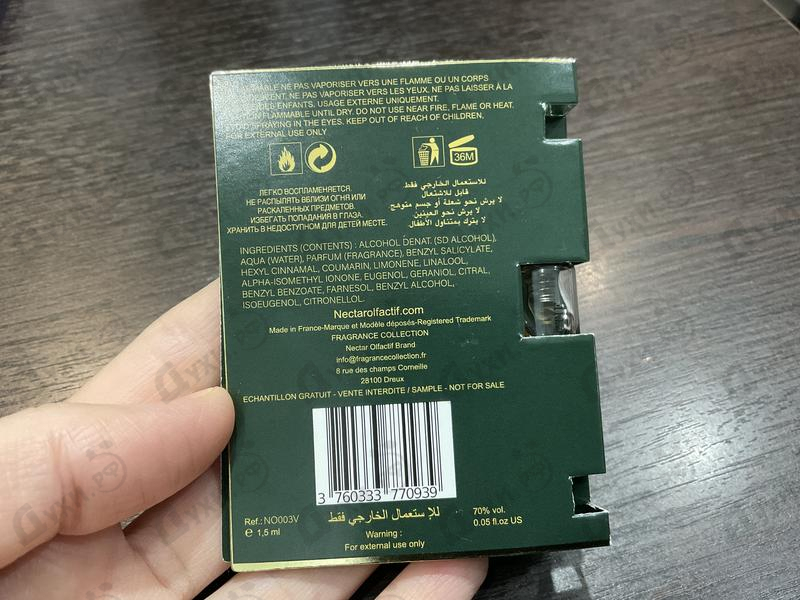 NE PAS VAPORISER VERS UNE FLAMME OU UN CORPS
NE PAS VAPORISER VERS LES YEUX. NE PAS LAISSER À LA
DES ENFANTS. USAGE EXTERNE UNIQUEMENT.
FLAMMABLE UNTIL DRY. DO NOT USE NEAR FIRE, FLAME OR HEAT.
SPRAYING IN THE EYES. KEEP OUT OF REACH OF CHILDREN.
FOR EXTERNAL USE ONLY
36M
ЛЕГКО ВОСПЛАМЕНЯЕТСЯ.
НЕ РАСПЫЛЯТЬ ВБЛИЗИ ОГНЯ ИЛИ
РАСКАЛЕННЫХ ПРЕДМЕТОВ.
ИЗБЕГАТЬ ПОПАДАНИЯ В ГЛАЗА.
ХРАНИТЬ В НЕДОСТУПНОМ ДЛЯ ДЕТЕЙ МЕСТЕ.
للاستعمال الخارجي فقط
قابل للاشتعال
لا يرش نحو شعلة أو جسم متوهج
لا يرش نحو العينين
لا يترك بمتناول الأطفال
INGREDIENTS (CONTENTS) : ALCOHOL DENAT. (SD ALCOHOL),
AQUA (WATER), PARFUM (FRAGRANCE), BENZYL SALICYLATE,
HEXYL CINNAMAL, COUMARIN, LIMONENE, LINALOOL,
ALPHA-ISOMETHYL IONONE, EUGENOL, GERANIOL, CITRAL,
BENZYL BENZOATE, FARNESOL, BENZYL ALCOHOL,
ISOEUGENOL, CITRONELLOL.
Nectarolfactif.com
Made in France-Marque et Modèle déposés-Registered Trademark
FRAGRANCE COLLECTION
Nectar Olfactif Brand
info@fragrancecollection.fr
8 rue des champs Corneille
28100 Dreux
ECHANTILLON GRATUIT - VENTE INTERDITE / SAMPLE - NOT FOR SALE
3 760333 770939
Ref.: NO003V
e 1,5 ml
للإستعمال الخارجي فقط
Warning :
For external use only
70% vol.
0.05 fl.oz US